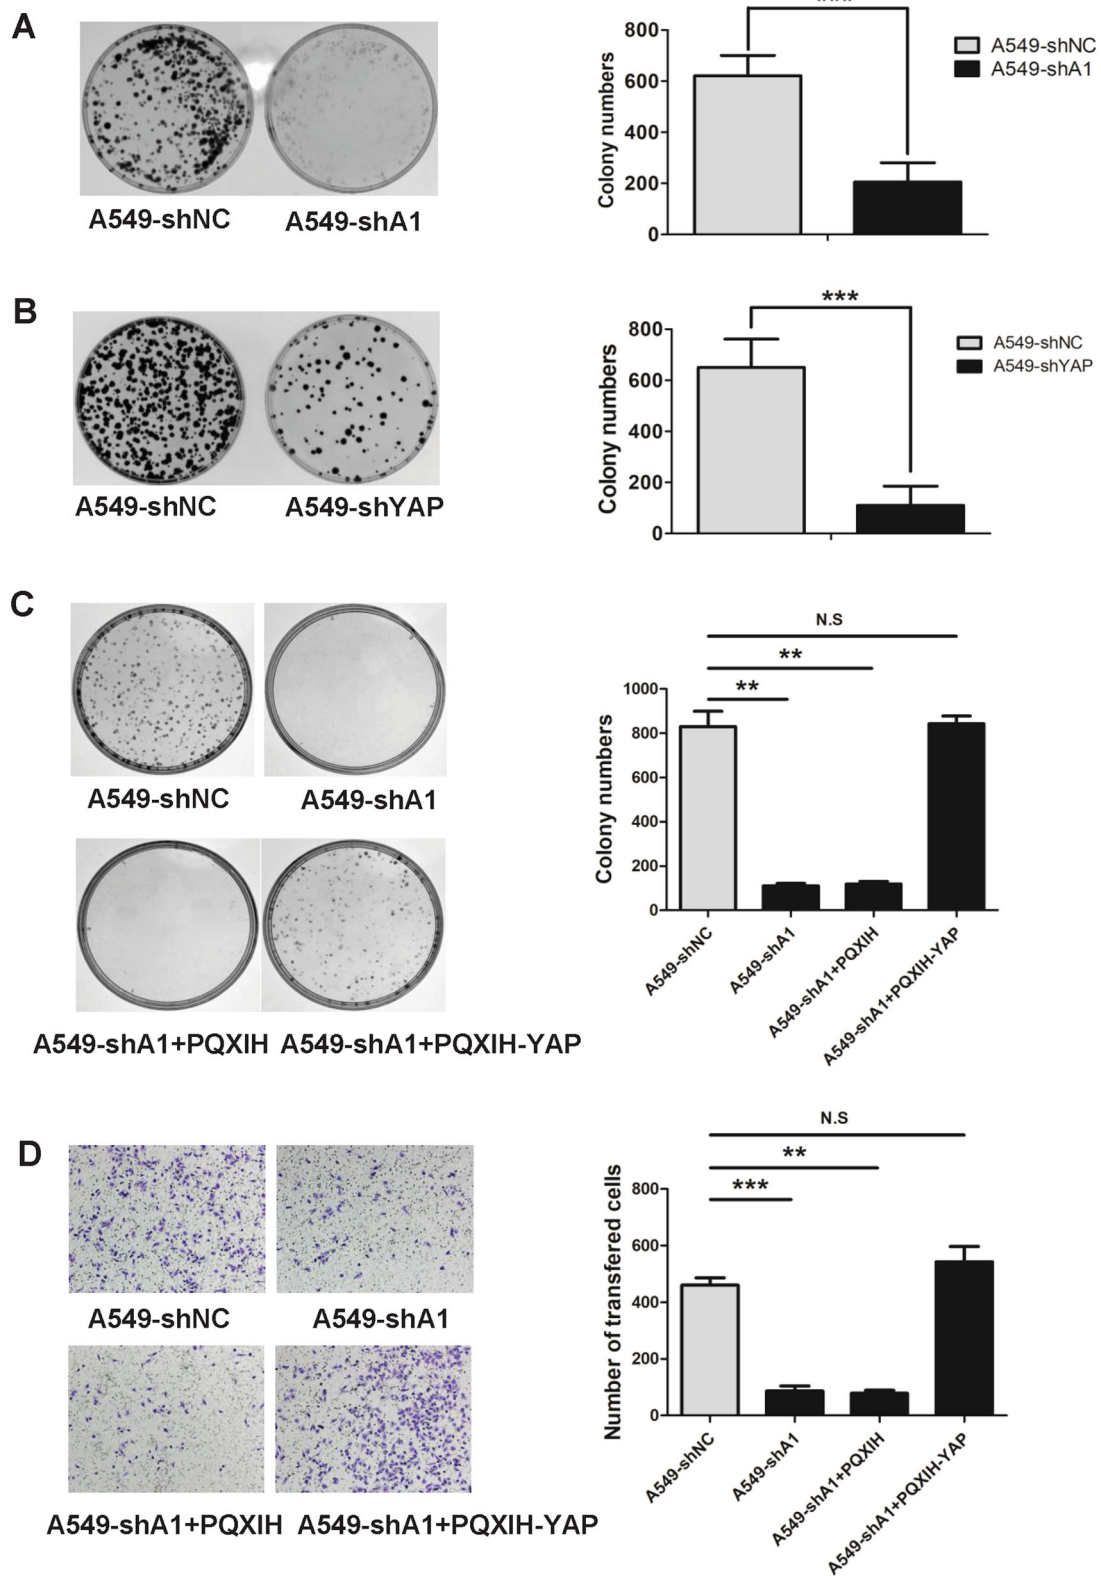 A
A549-shNC
A549-shA1
Colony numbers
800
600
400
200
0
A549-shNC
A549-shA1
B
A549-shNC
A549-shYAP
***
Colony numbers
800
600
400
200
0
A549-shNC
A549-shYAP
C
A549-shNC
A549-shA1
A549-shA1+PQXIH
A549-shA1+PQXIH-YAP
N.S
**
**
Colony numbers
1000
800
600
400
200
0
A549-shNC
A549-shA1
A549-shA1+PQXIH
A549-shA1+PQXIH-YAP
D
A549-shNC
A549-shA1
A549-shA1+PQXIH
A549-shA1+PQXIH-YAP
N.S
**
***
Number of transfered cells
800
600
400
200
0
A549-shNC
A549-shA1
A549-shA1+PQXIH
A549-shA1+PQXIH-YAP